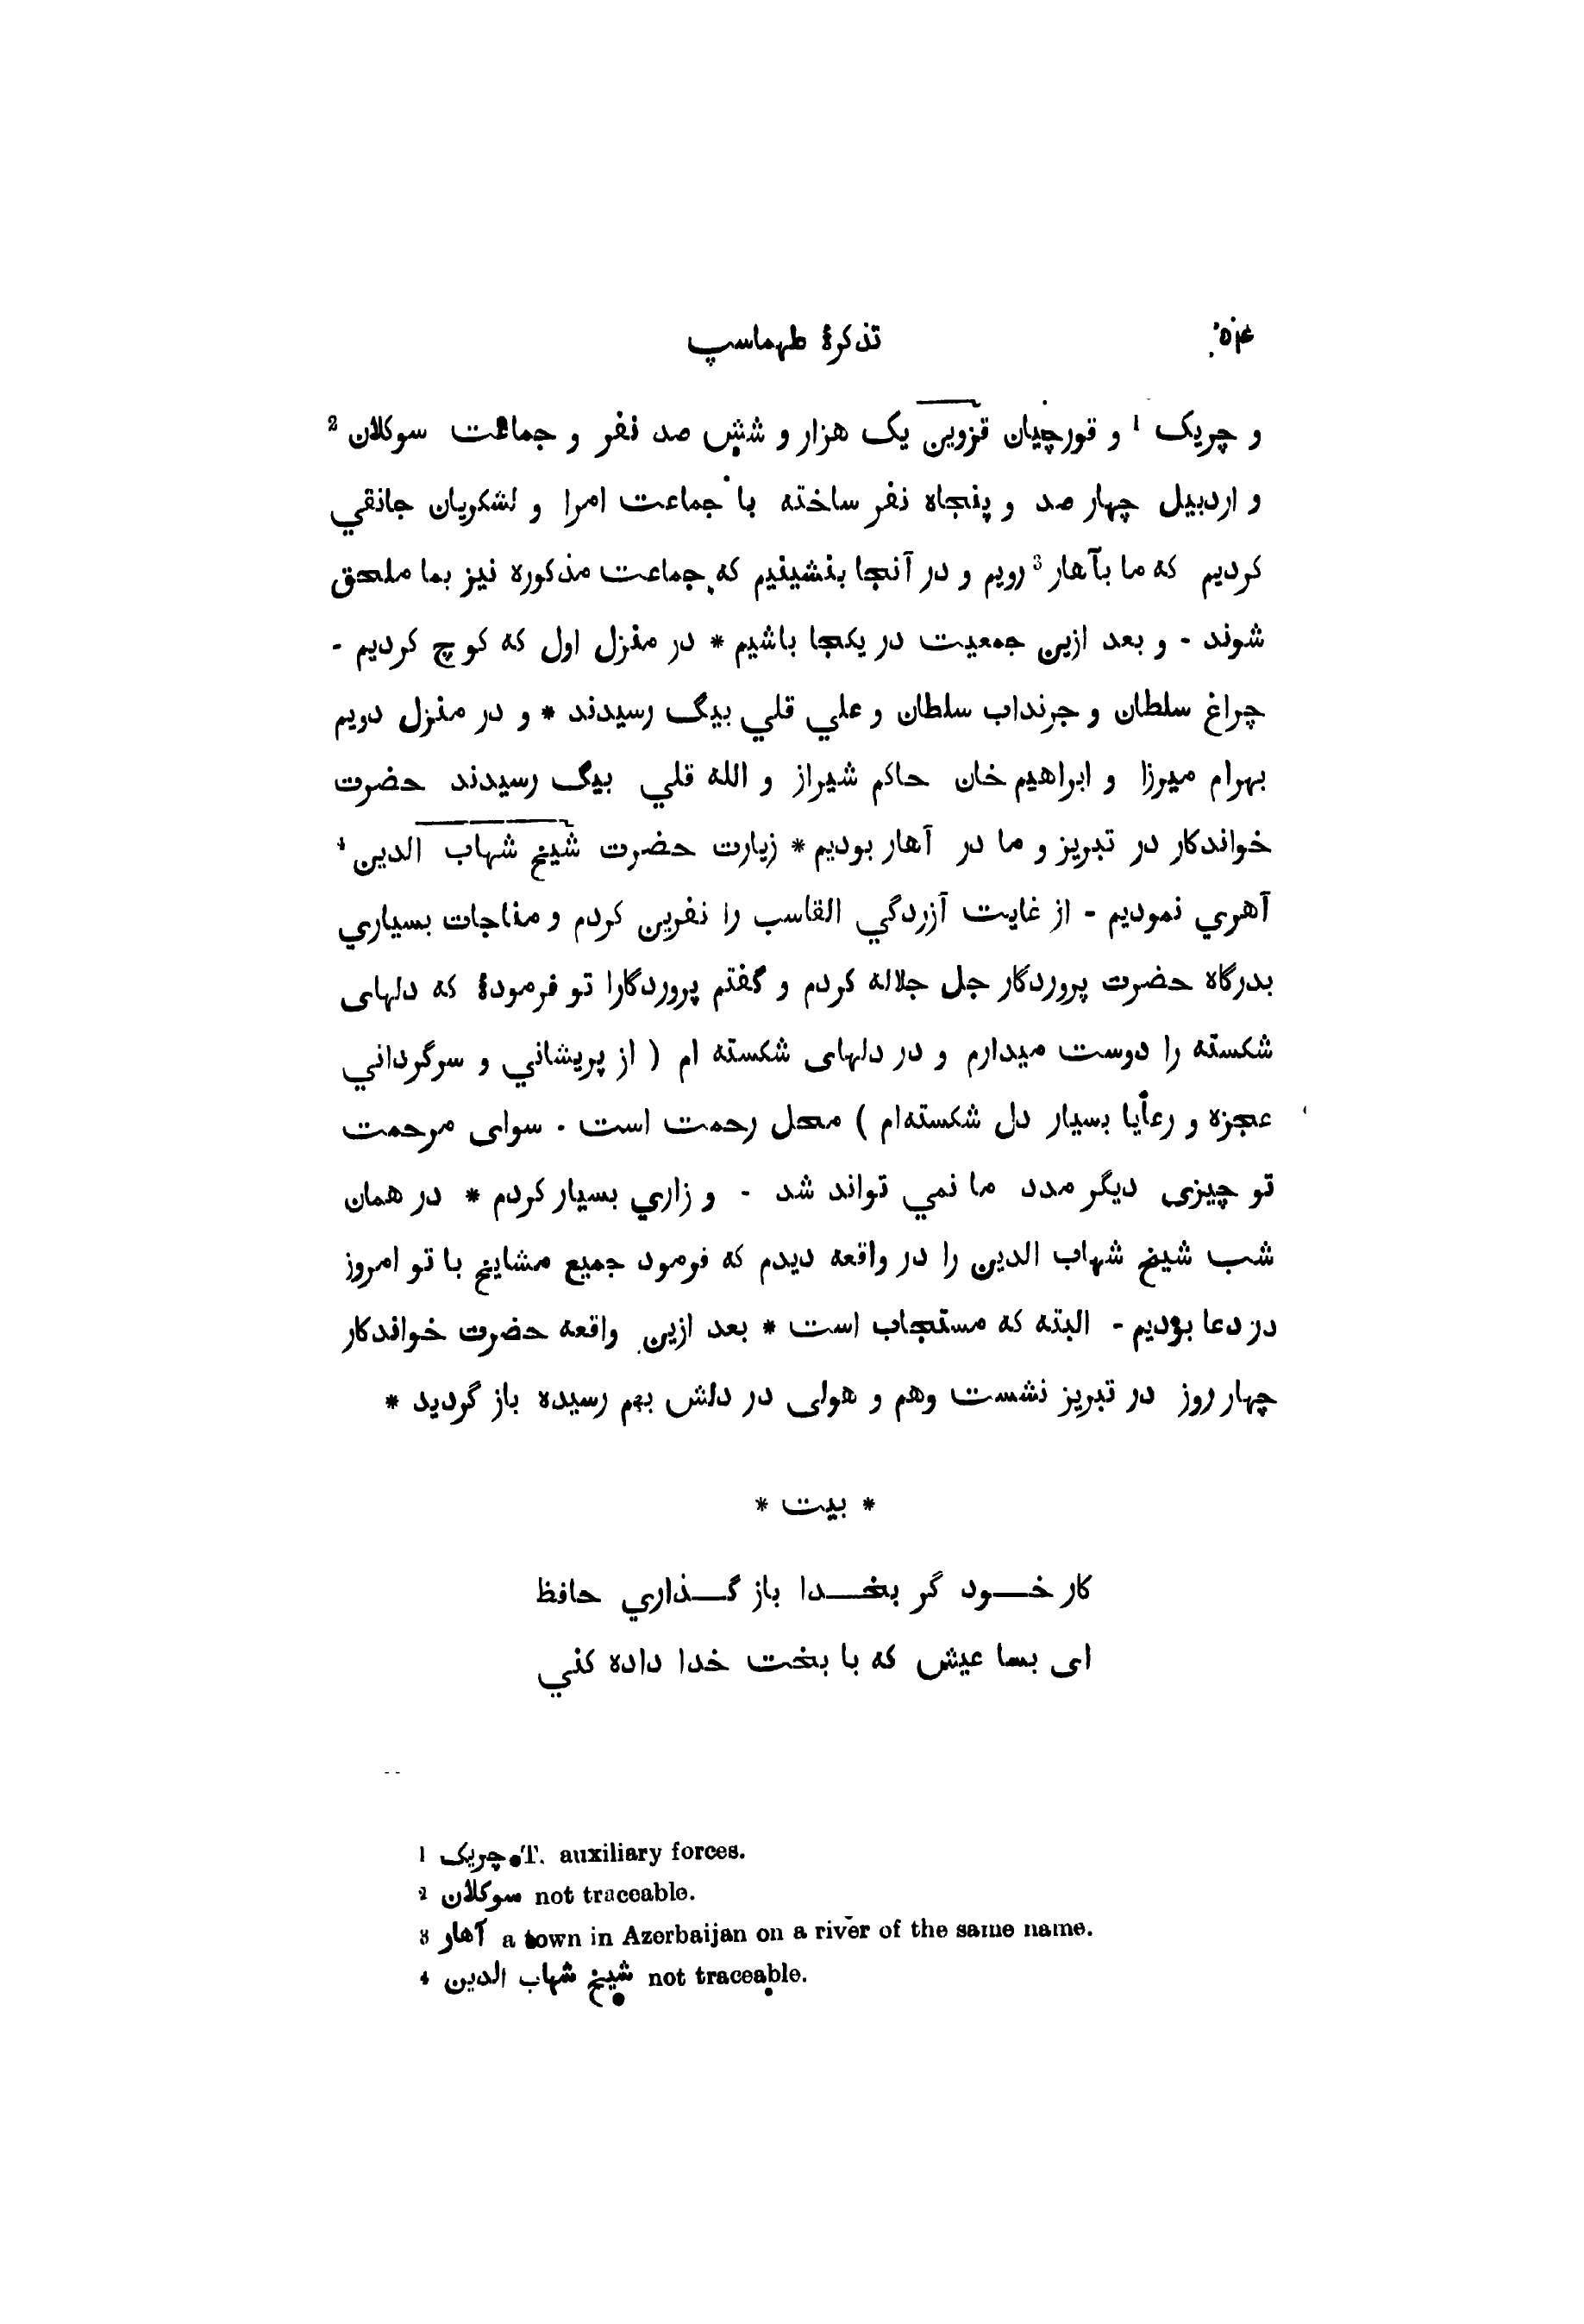 تذکرهٔ طهماسپ
و چریک 1 و قورچیان قزوین یک هزار و شش صد نفر و جماعت سوکلان 2
و اردبیل چهار صد و پنجاه نفر ساخته با جماعت امرا و لشکریان جانقي
کردیم که ما بآهار 3 رویم و در آنجا بنشینیم که جماعت مذکوره نیز بما ملحق
شوند - و بعد ازین جمعیت در یکجا باشیم * در منزل اول که کوچ کردیم -
چراغ سلطان و جرنداب سلطان و علي قلي بیگ رسیدند * و در منزل دویم
بهرام میرزا و ابراهیم خان حاکم شیراز و الله قلي بیگ رسیدند حضرت
خواندکار در تبریز و ما در آهار بودیم * زیارت حضرت شیخ شهاب الدین 4
آهري نمودیم - از غایت آزردگي القاسب را نفرین کردم و مناجات بسیاري
بدرگاه حضرت پروردگار جل جلاله کردم و گفتم پروردگارا تو فرمودهٔ که دلهای
شکسته را دوست میدارم و در دلهای شکسته ام ( از پریشاني و سرگرداني
عجزه و رعایا بسیار دل شکسته‌ام ) محل رحمت است . سوای مرحمت
تو چیزی دیگر مدد ما نمي تواند شد - و زاري بسیار کردم * در همان
شب شیخ شهاب الدین را در واقعه دیدم که فرمود جمیع مشایخ با تو امروز
در دعا بودیم - البته که مستجاب است * بعد ازین واقعه حضرت خواندکار
چهار روز در تبریز نشست وهم و هولی در دلش بهم رسیده باز گردید *
* بیت *
کار خــود گر بخــدا باز گــذاري حافظ
ای بسا عیش که با بخت خدا داده کني
1 چریک T. auxiliary forces.
2 سوکلان not traceable.
3 آهار a town in Azerbaijan on a river of the same name.
4 شیخ شهاب الدین not traceable.